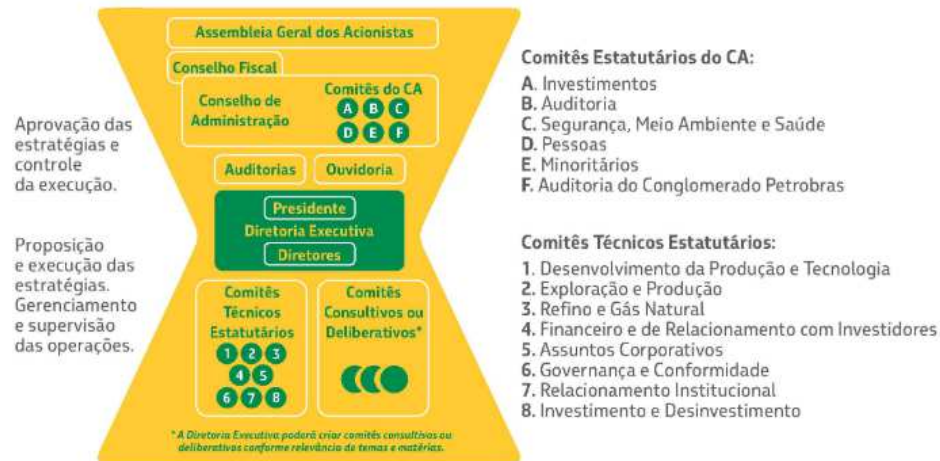 Assembleia Geral dos Acionistas
Conselho Fiscal
Conselho de
Administração
Comitês do CA
A B C
D E F
Auditorias
Ouvidoria
Presidente
Diretoria Executiva
Diretores
Comitês
Técnicos
Estatutários
1 2 3
4 5
6 7 8
Comitês
Consultivos ou
Deliberativos*
* A Diretoria Executiva poderá criar comitês consultivos ou
deliberativos conforme relevância de temas e matérias.
Aprovação das
estratégias e
controle
da execução.
Proposição
e execução das
estratégias.
Gerenciamento
e supervisão
das operações.
Comitês Estatutários do CA:
A. Investimentos
B. Auditoria
C. Segurança, Meio Ambiente e Saúde
D. Pessoas
E. Minoritários
F. Auditoria do Conglomerado Petrobras
Comitês Técnicos Estatutários:
1. Desenvolvimento da Produção e Tecnologia
2. Exploração e Produção
3. Refino e Gás Natural
4. Financeiro e de Relacionamento com Investidores
5. Assuntos Corporativos
6. Governança e Conformidade
7. Relacionamento Institucional
8. Investimento e Desinvestimento